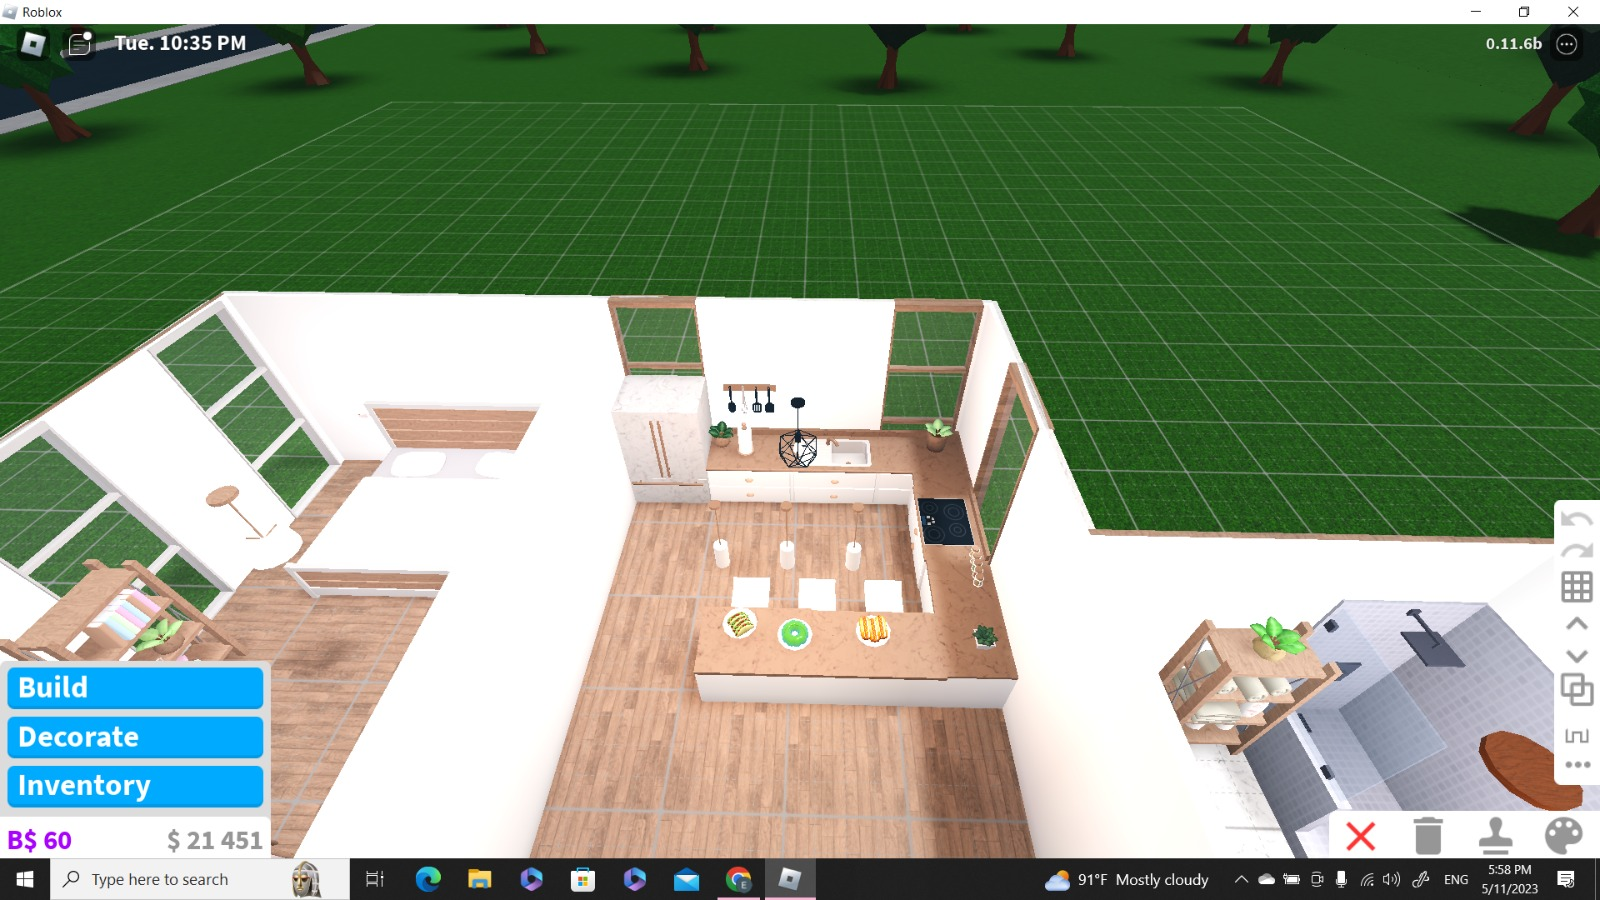 Roblox
Tue. 10:35 PM
0.11.6b
Build
Decorate
Inventory
B$ 60
$ 21 451
Type here to search
E
91°F Mostly cloudy
ENG
5:58 PM
5/11/2023